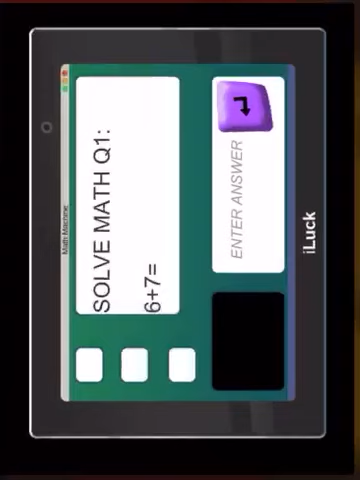 Math Machine
SOLVE MATH Q1:
6+7=
ENTER ANSWER
iLuck